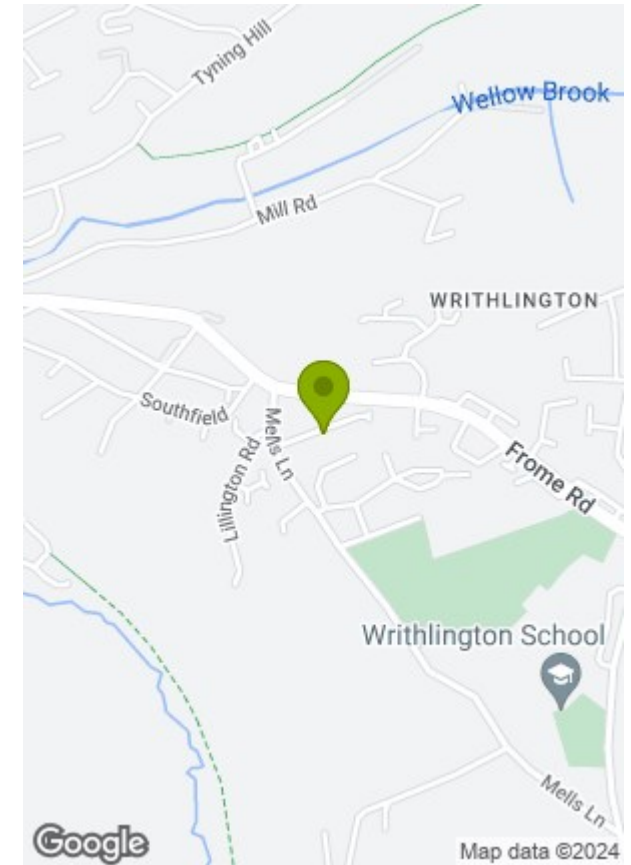 Tyning Hill
Wellow Brook
Mill Rd
WRITHLINGTON
Southfield
Mells Ln
Lillington Rd
Frome Rd
Writhlington School
Mells Ln
Google
Map data ©2024